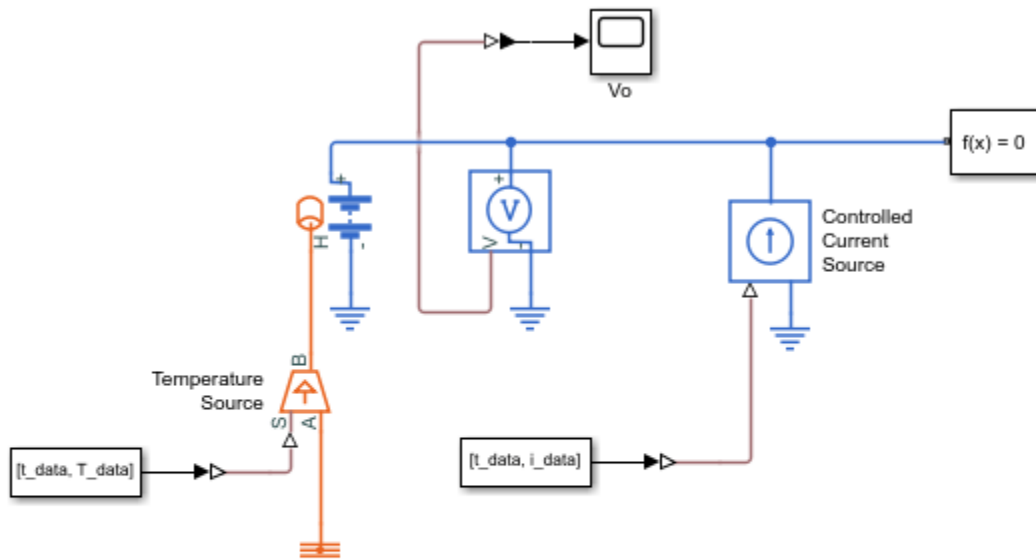 Vo
f(x) = 0
+
+
V
H
-
V
-
Controlled
Current
Source
B
Temperature
Source
S
A
[t_data, T_data]
[t_data, i_data]